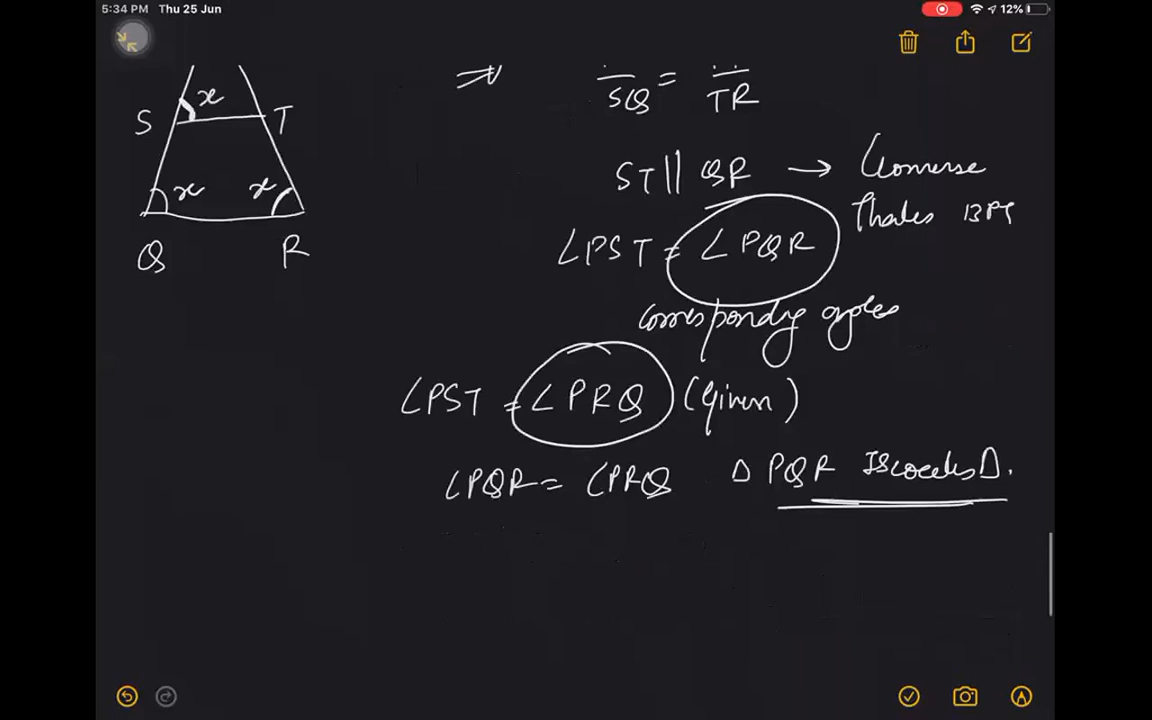 5:34 PM Thu 25 Jun 12%
x
S T
x x
Q R
⇒ SQ = TR
ST || QR → Converse
Thales BPT
∠PST = ∠PQR
corresponding angles
∠PST = ∠PRQ (Given)
∠PQR = ∠PRQ Δ PQR Isoceles Δ.